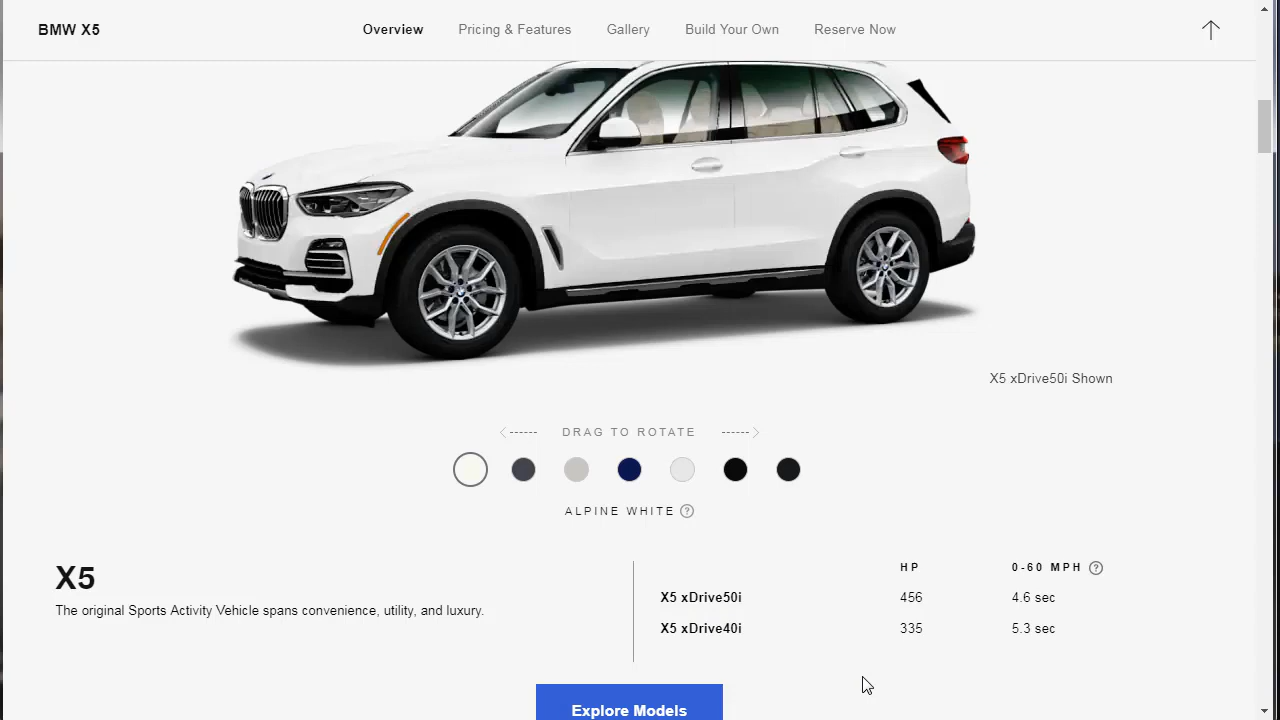 BMW X5
Overview Pricing & Features Gallery Build Your Own Reserve Now
X5 xDrive50i Shown
DRAG TO ROTATE
ALPINE WHITE ?
HP 0-60 MPH ?
X5
The original Sports Activity Vehicle spans convenience, utility, and luxury.
X5 xDrive50i 456 4.6 sec
X5 xDrive40i 335 5.3 sec
Explore Models